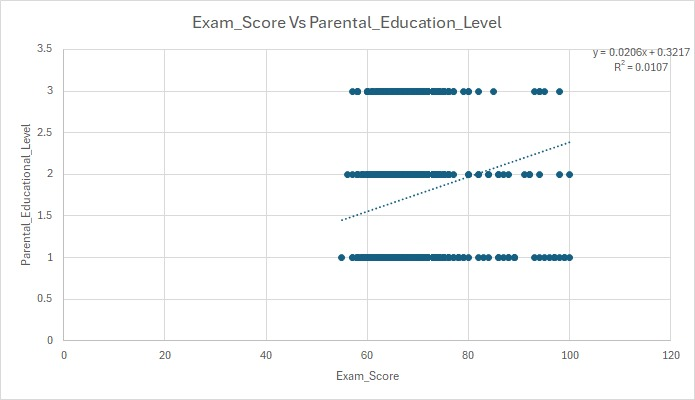 Exam_Score Vs Parental_Education_Level
y = 0.0206x + 0.3217
R² = 0.0107
3.5
3
2.5
2
1.5
1
0.5
0
Parental_Educational_Level
0 20 40 60 80 100 120
Exam_Score